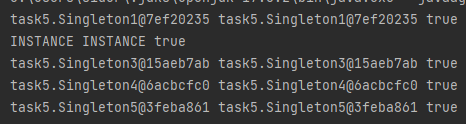 task5.Singleton1@7ef20235 task5.Singleton1@7ef20235 true
INSTANCE INSTANCE true
task5.Singleton3@15aeb7ab task5.Singleton3@15aeb7ab true
task5.Singleton4@6acbcfc0 task5.Singleton4@6acbcfc0 true
task5.Singleton5@3feba861 task5.Singleton5@3feba861 true